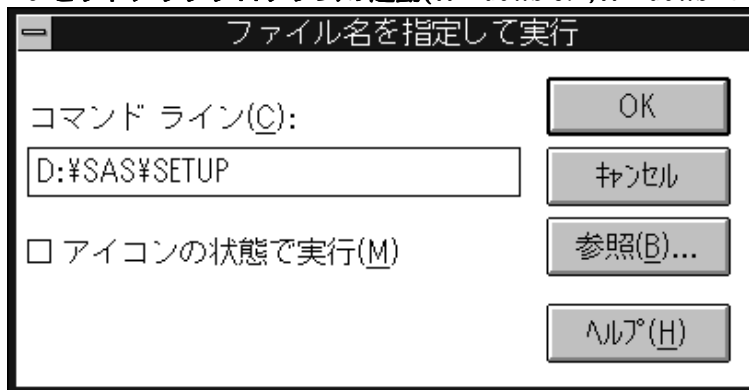 ファイル名を指定して実行
コマンド ライン(C):
D:¥SAS¥SETUP
□ アイコンの状態で実行(M)
OK
ｷｬﾝｾﾙ
参照(B)...
ﾍﾙﾌﾟ(H)